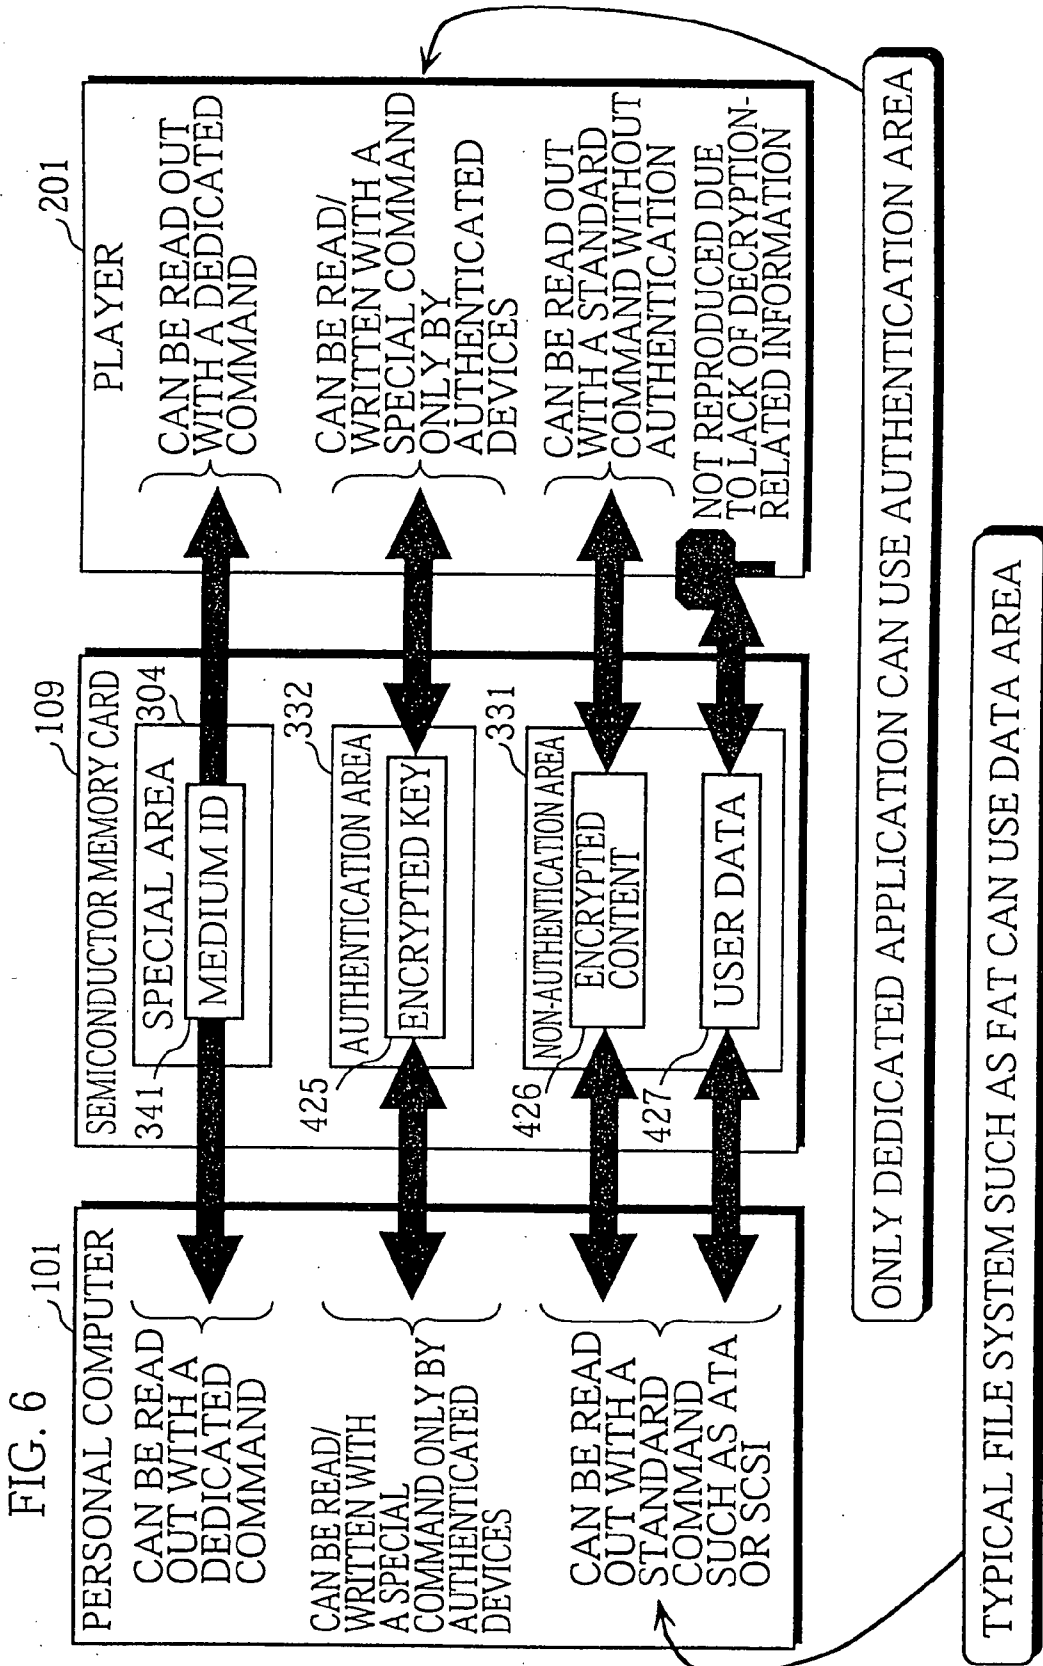 FIG. 6
101
PERSONAL COMPUTER
CAN BE READ
OUT WITH A
DEDICATED
COMMAND
CAN BE READ/
WRITTEN WITH
A SPECIAL
COMMAND ONLY BY
AUTHENTICATED
DEVICES
CAN BE READ
OUT WITH A
STANDARD
COMMAND
SUCH AS ATA
OR SCSI
109
SEMICONDUCTOR MEMORY CARD
304
SPECIAL AREA
341
MEDIUM ID
332
AUTHENTICATION AREA
425
ENCRYPTED KEY
331
NON-AUTHENTICATION AREA
426
ENCRYPTED
CONTENT
427
USER DATA
201
PLAYER
CAN BE READ OUT
WITH A DEDICATED
COMMAND
CAN BE READ/
WRITTEN WITH A
SPECIAL COMMAND
ONLY BY
AUTHENTICATED
DEVICES
CAN BE READ OUT
WITH A STANDARD
COMMAND WITHOUT
AUTHENTICATION
NOT REPRODUCED DUE
TO LACK OF DECRYPTION-
RELATED INFORMATION
ONLY DEDICATED APPLICATION CAN USE AUTHENTICATION AREA
TYPICAL FILE SYSTEM SUCH AS FAT CAN USE DATA AREA